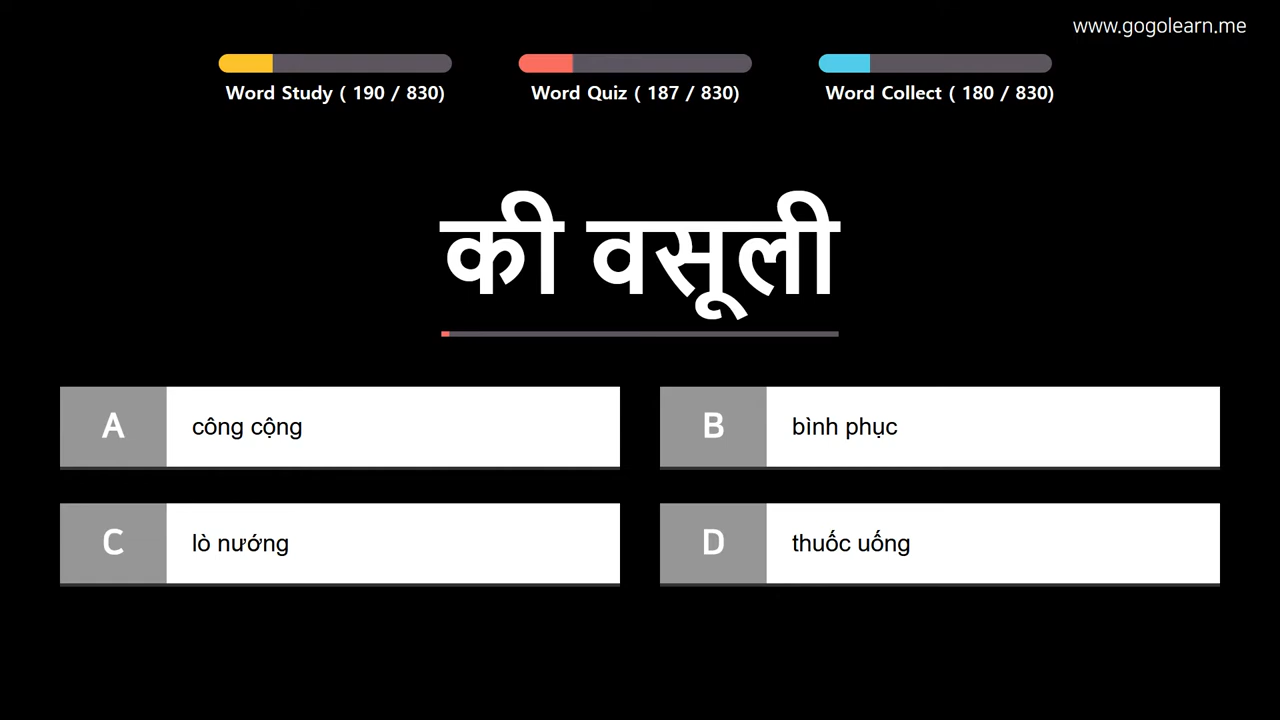 www.gogolearn.me
Word Study ( 190 / 830)
Word Quiz ( 187 / 830)
Word Collect ( 180 / 830)
की वसूली
A
công cộng
B
bình phục
C
lò nướng
D
thuốc uống